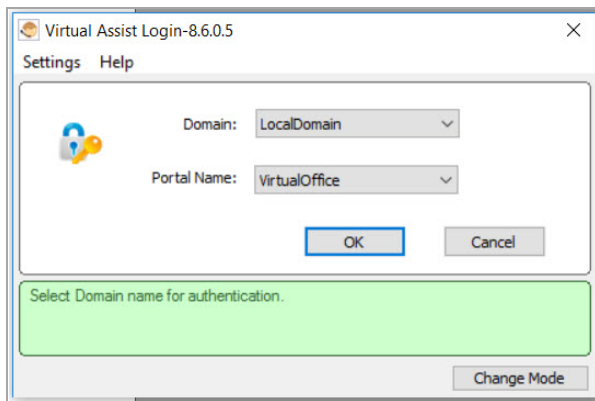 Virtual Assist Login-8.6.0.5
Settings Help
Domain: LocalDomain
Portal Name: VirtualOffice
OK Cancel
Select Domain name for authentication.
Change Mode